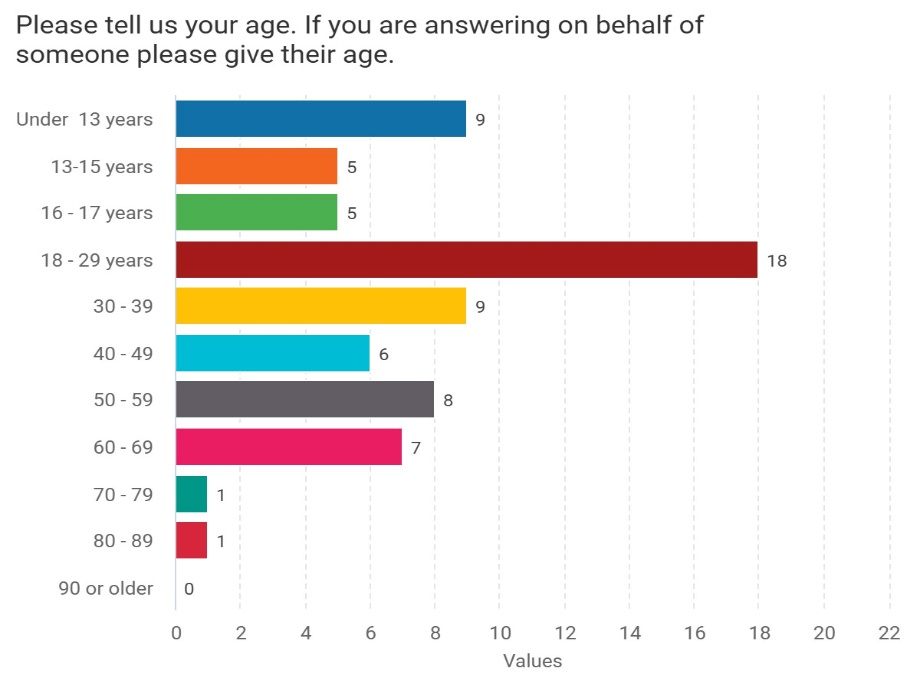 Please tell us your age. If you are answering on behalf of
someone please give their age.
Under  13 years 9
13-15 years 5
16 - 17 years 5
18 - 29 years 18
30 - 39 9
40 - 49 6
50 - 59 8
60 - 69 7
70 - 79 1
80 - 89 1
90 or older 0
0 2 4 6 8 10 12 14 16 18 20 22
Values